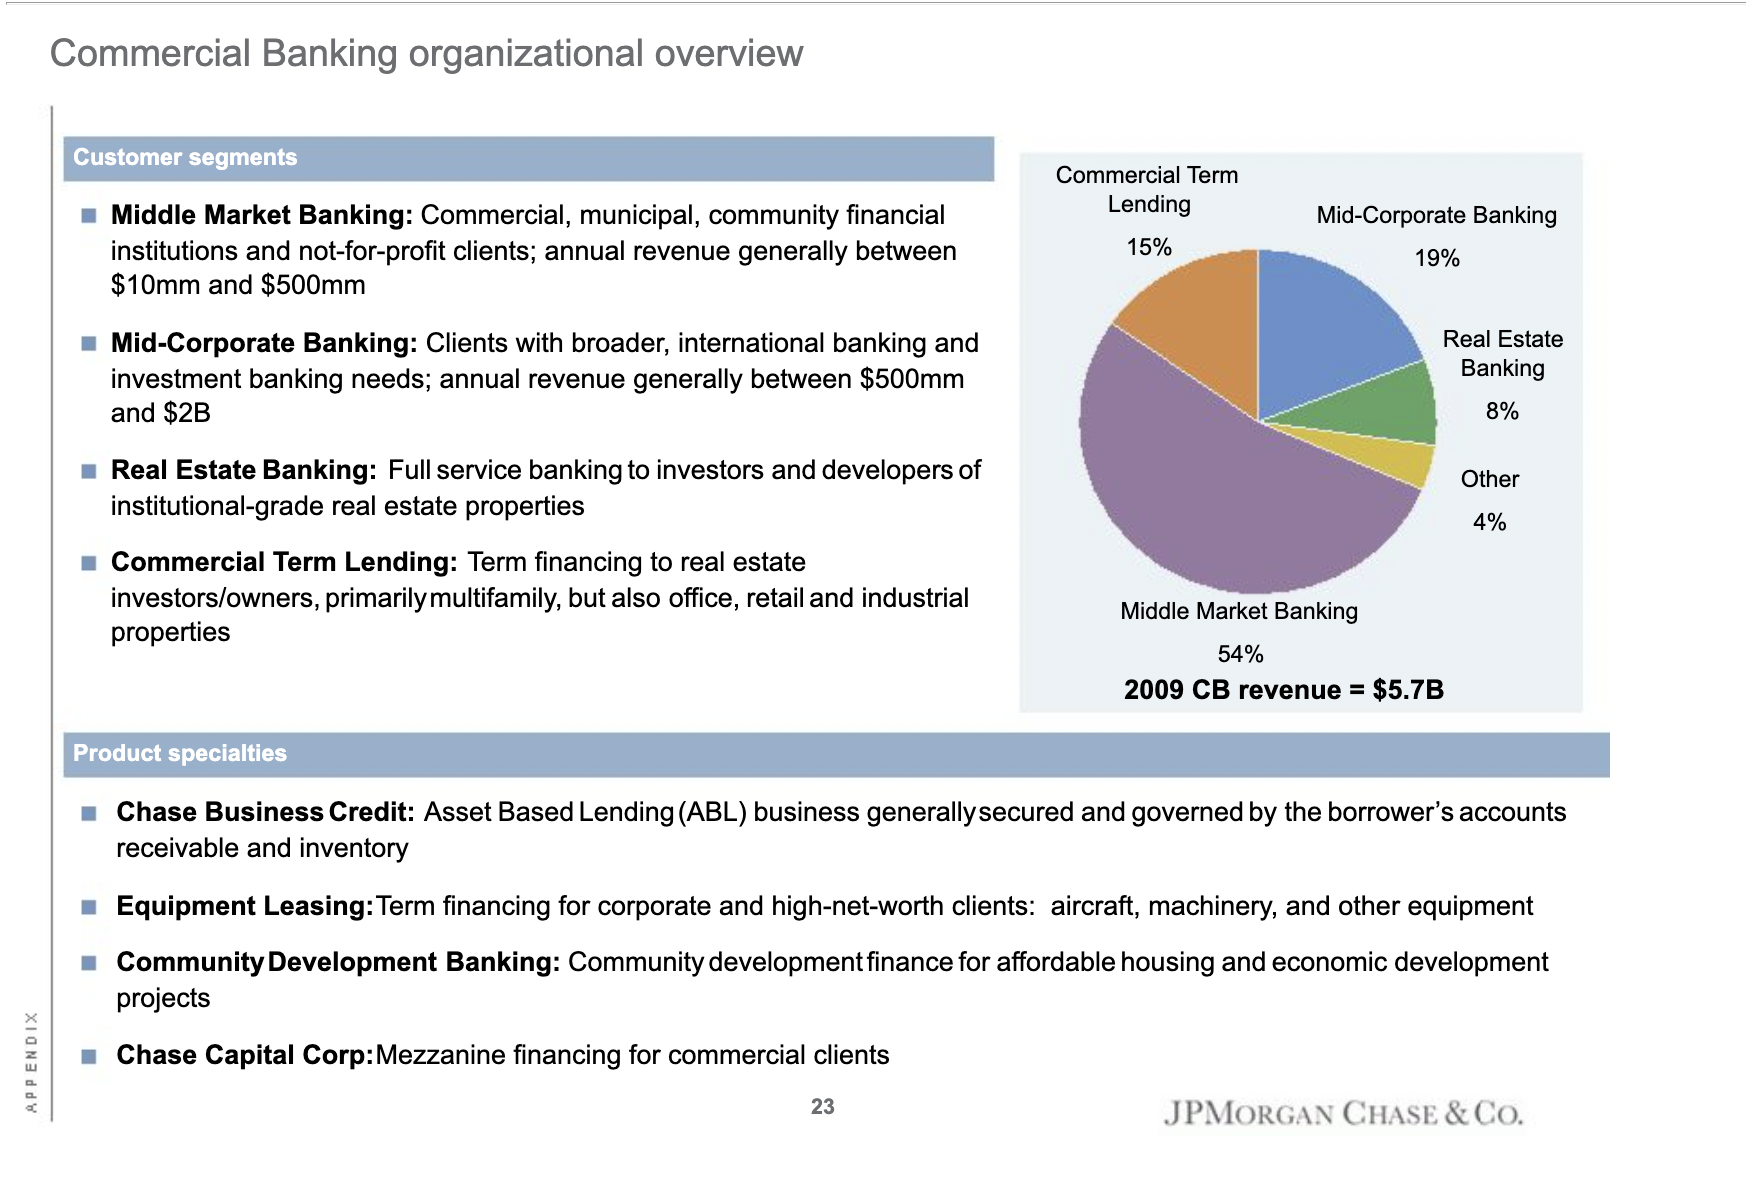 Commercial Banking organizational overview
Customer segments
Middle Market Banking: Commercial, municipal, community financial
institutions and not-for-profit clients; annual revenue generally between
$10mm and $500mm
Mid-Corporate Banking: Clients with broader, international banking and
investment banking needs; annual revenue generally between $500mm
and $2B
Real Estate Banking: Full service banking to investors and developers of
institutional-grade real estate properties
Commercial Term Lending: Term financing to real estate
investors/owners, primarily multifamily, but also office, retail and industrial
properties
Commercial Term
Lending
15%
Mid-Corporate Banking
19%
Real Estate
Banking
8%
Other
4%
Middle Market Banking
54%
2009 CB revenue = $5.7B
Product specialties
Chase Business Credit: Asset Based Lending (ABL) business generally secured and governed by the borrower’s accounts
receivable and inventory
Equipment Leasing: Term financing for corporate and high-net-worth clients: aircraft, machinery, and other equipment
Community Development Banking: Community development finance for affordable housing and economic development
projects
Chase Capital Corp: Mezzanine financing for commercial clients
APPENDIX
23
JPMORGAN CHASE & CO.